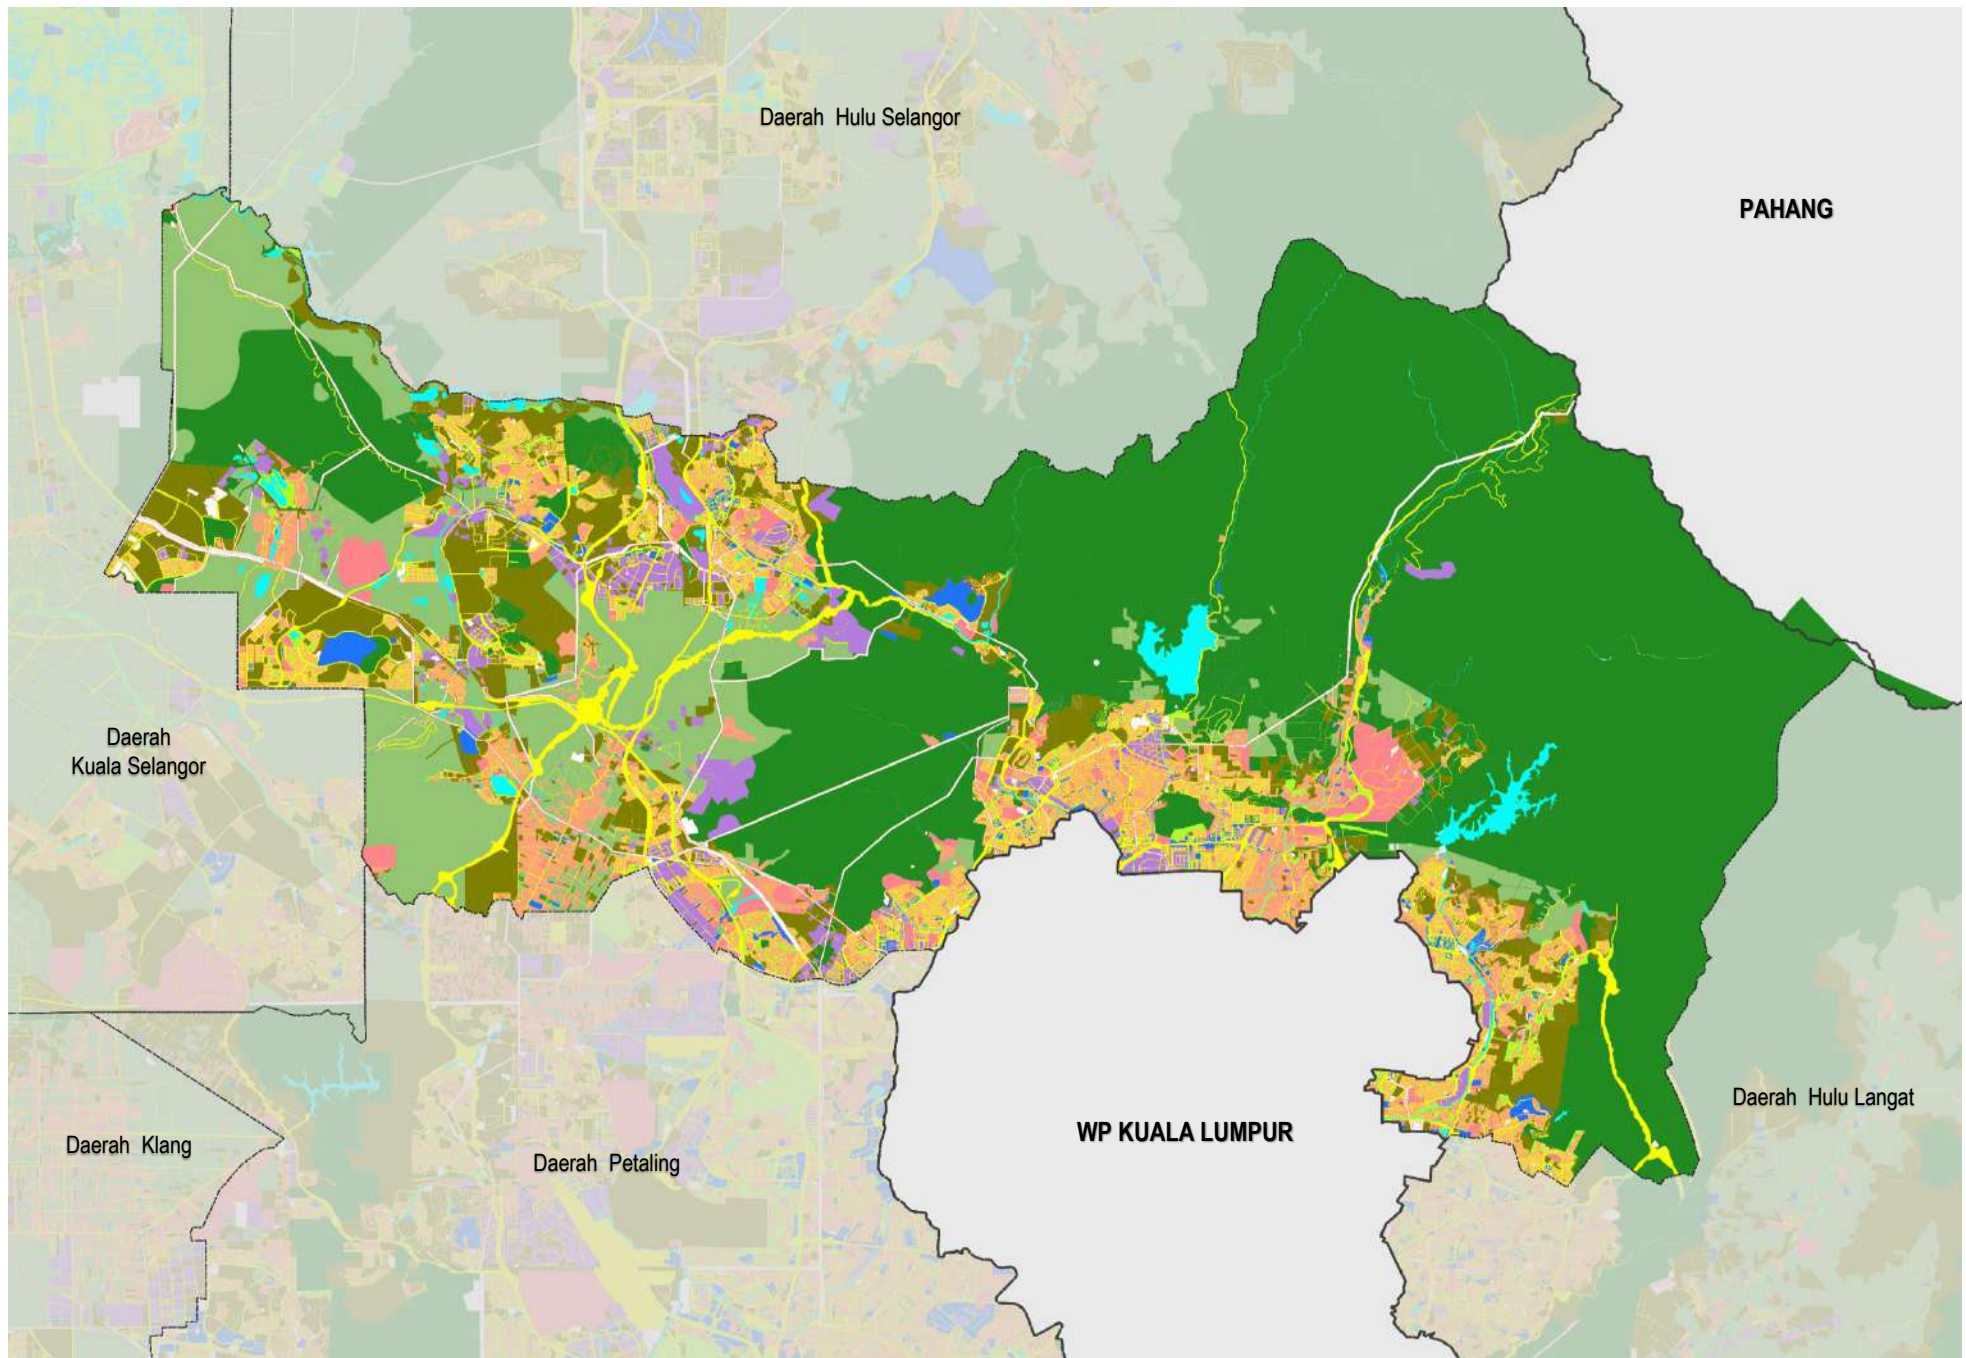 Daerah Hulu Selangor
PAHANG
Daerah
Kuala Selangor
Daerah Hulu Langat
WP KUALA LUMPUR
Daerah Klang
Daerah Petaling